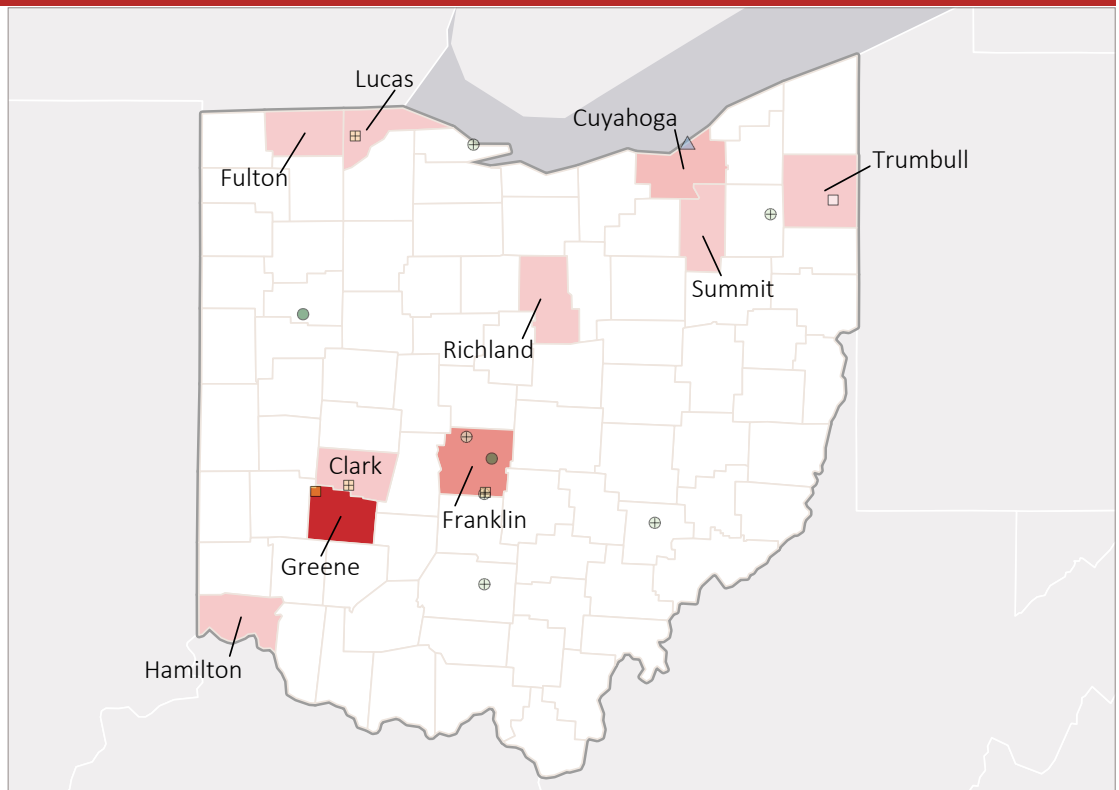 Lucas
Cuyahoga
Trumbull
Fulton
Summit
Richland
Clark
Franklin
Greene
Hamilton